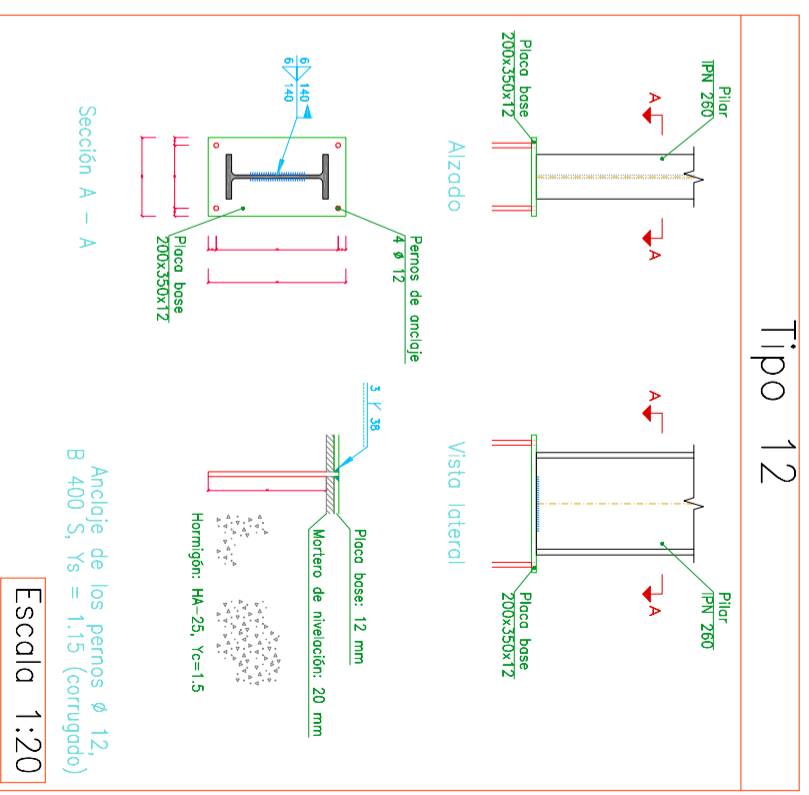 Tipo 12
Pilar
IPN 260
A
A
Placa base
200x350x12
Alzado
A
A
Pilar
IPN 260
Placa base
200x350x12
Vista lateral
6 140
6 140
Pernos de anclaje
4 ø 12
Placa base
200x350x12
Sección A - A
3 38
Placa base: 12 mm
Mortero de nivelación: 20 mm
Hormigón: HA-25, Yc=1.5
Anclaje de los pernos ø 12,
B 400 S, Ys = 1.15 (corrugado)
Escala 1:20